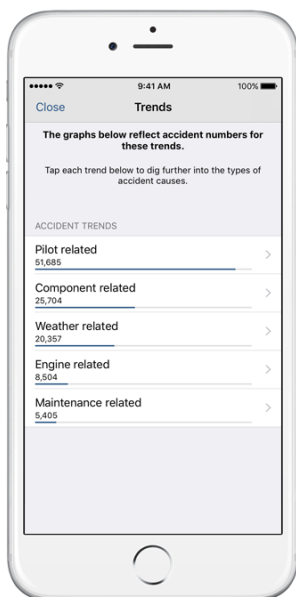 9:41 AM
100%
Close
Trends
The graphs below reflect accident numbers for
these trends.
Tap each trend below to dig further into the types of
accident causes.
ACCIDENT TRENDS
Pilot related
51,685
Component related
25,704
Weather related
20,357
Engine related
8,504
Maintenance related
5,405